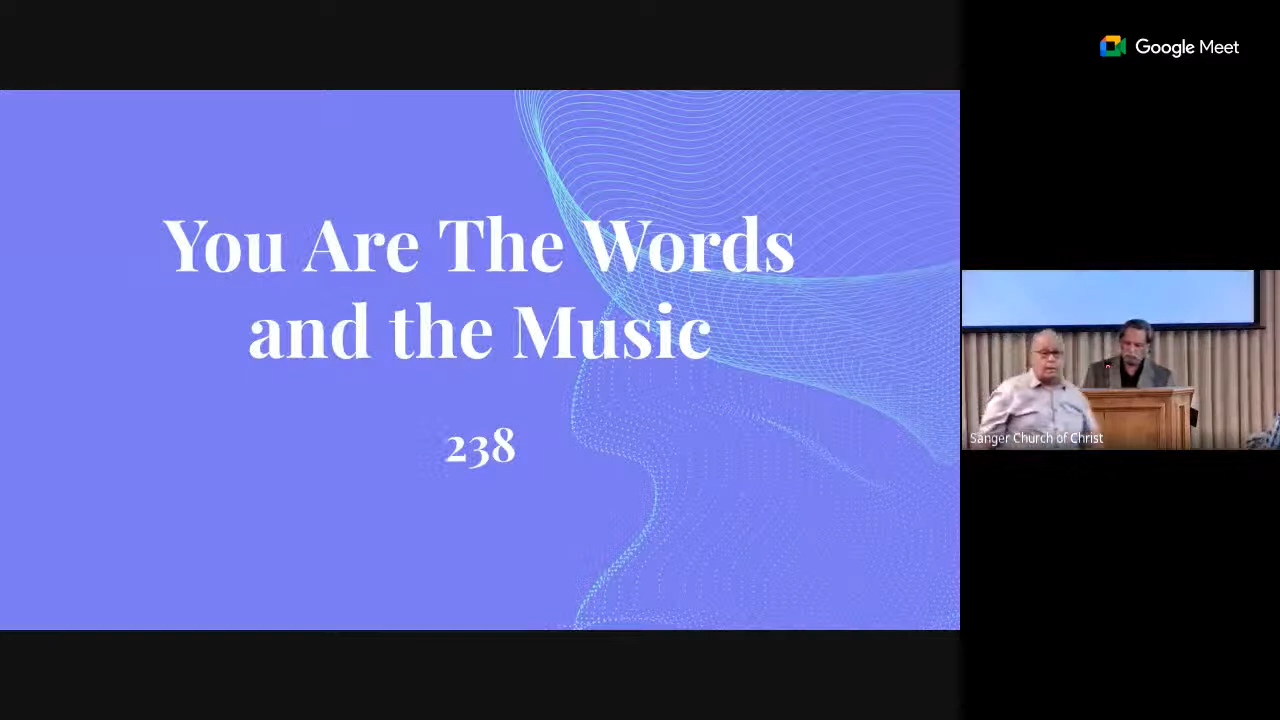 You Are The Words
and the Music
238
Google Meet
Sanger Church of Christ